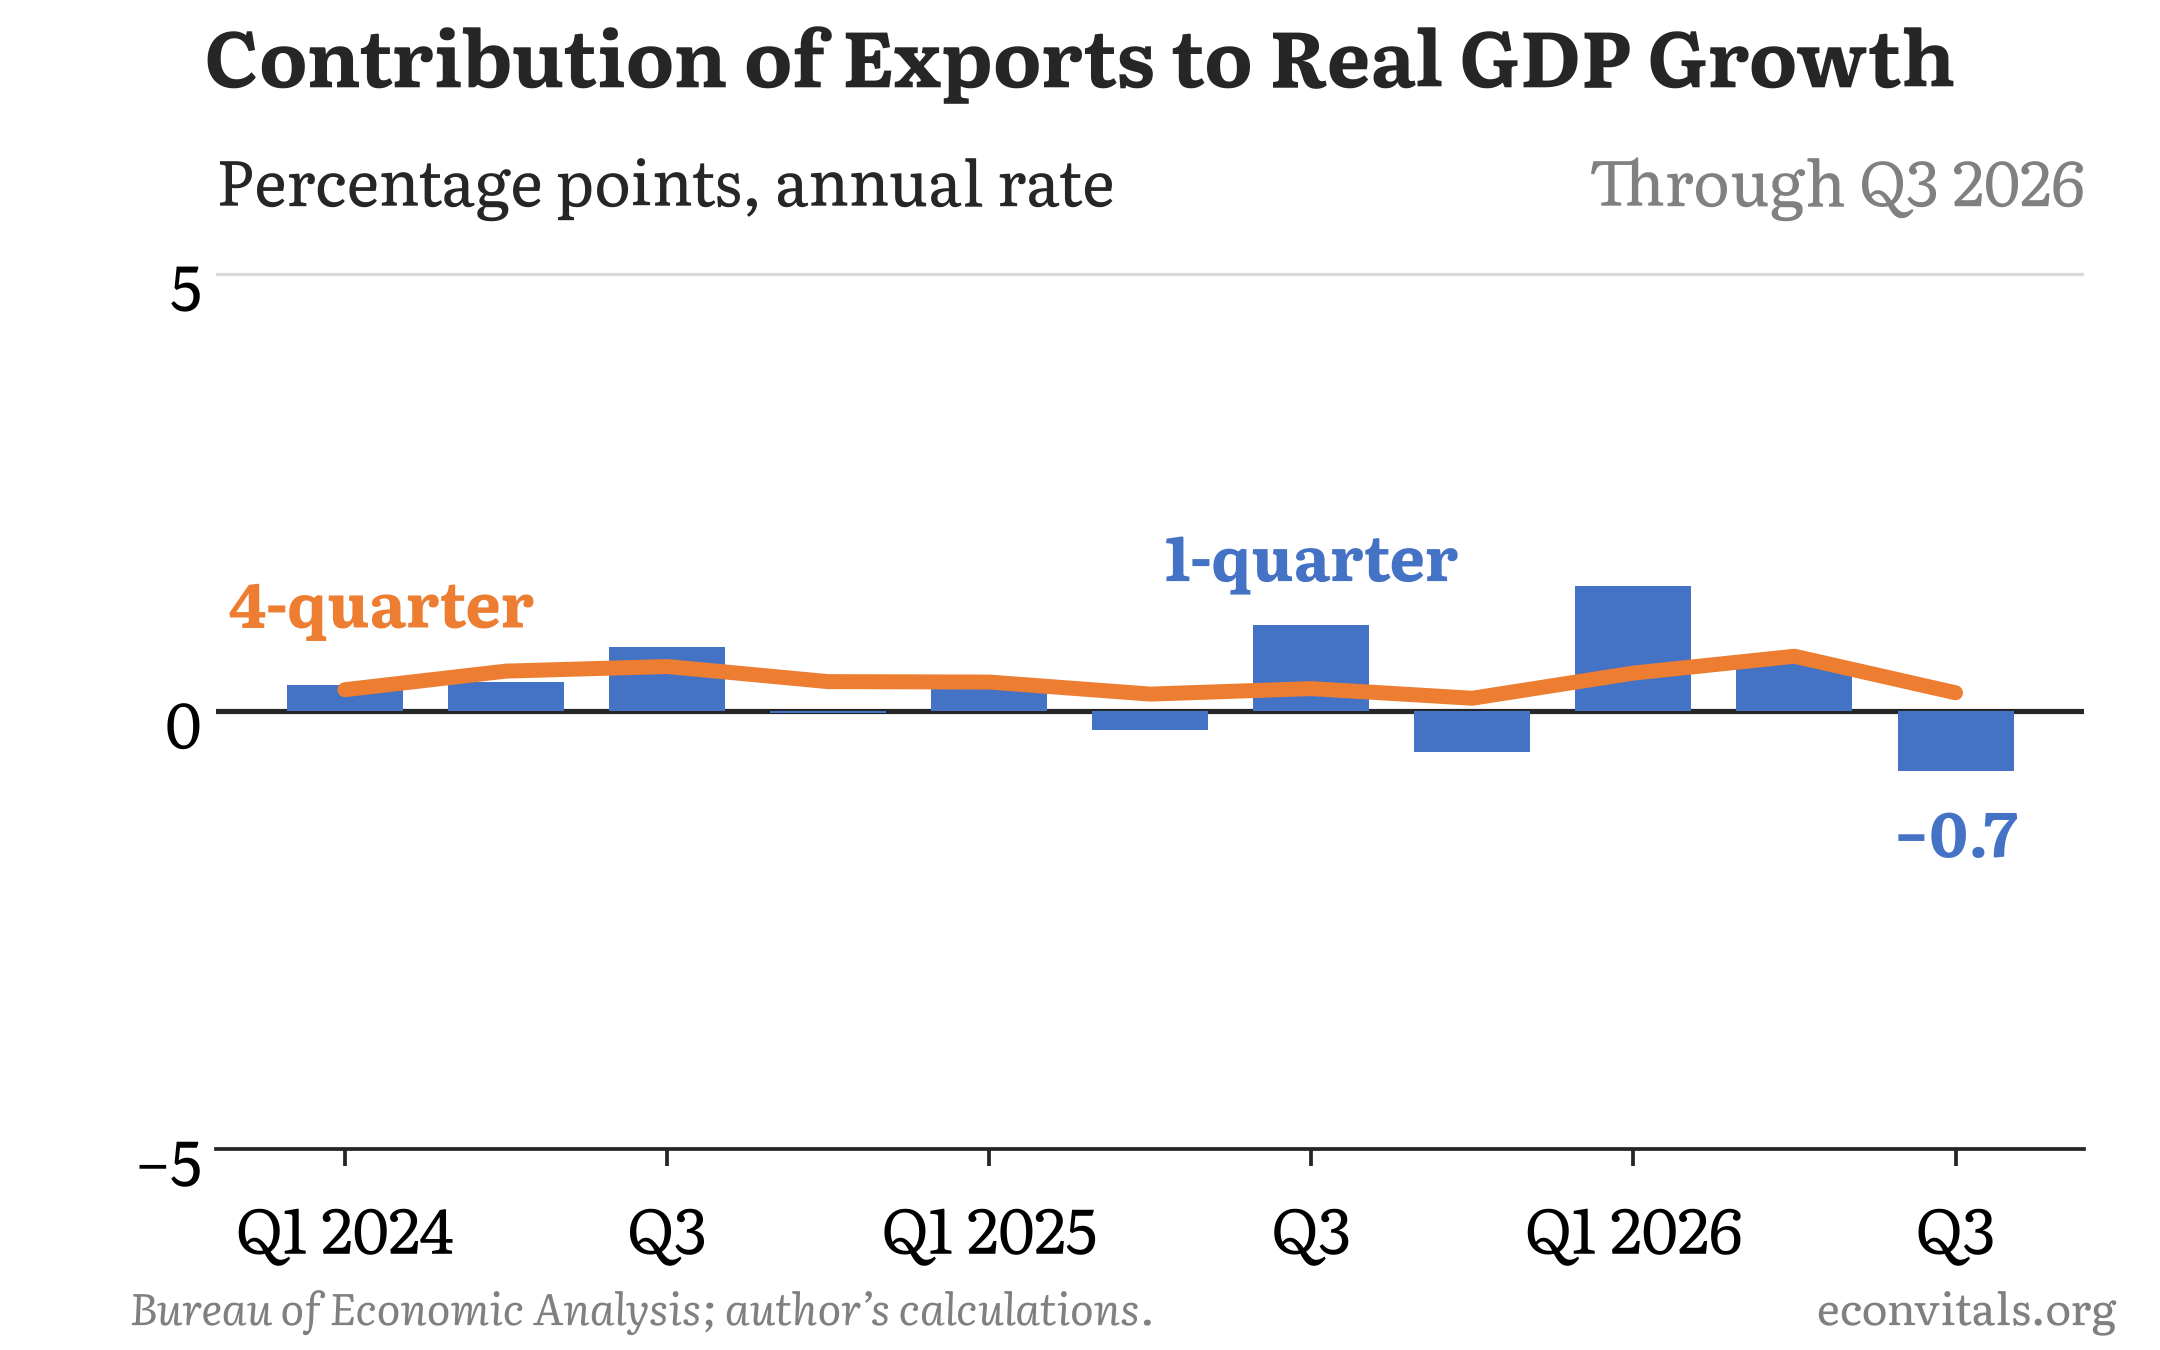 Contribution of Exports to Real GDP Growth
Percentage points, annual rate
Through Q3 2026
5
1-quarter
4-quarter
0
−0.7
−5
Q1 2024 Q3 Q1 2025 Q3 Q1 2026 Q3
Bureau of Economic Analysis; author’s calculations.
econvitals.org